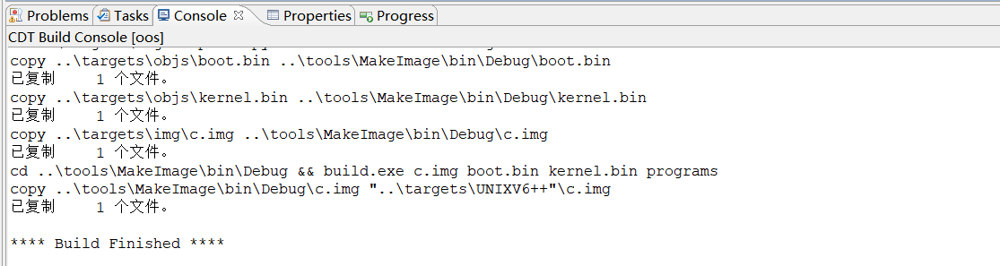 Problems Tasks Console Properties Progress
CDT Build Console [oos]
copy ..\targets\objs\boot.bin ..\tools\MakeImage\bin\Debug\boot.bin
已复制 1 个文件。
copy ..\targets\objs\kernel.bin ..\tools\MakeImage\bin\Debug\kernel.bin
已复制 1 个文件。
copy ..\targets\img\c.img ..\tools\MakeImage\bin\Debug\c.img
已复制 1 个文件。
cd ..\tools\MakeImage\bin\Debug && build.exe c.img boot.bin kernel.bin programs
copy ..\tools\MakeImage\bin\Debug\c.img "..\targets\UNIXV6++"\c.img
已复制 1 个文件。
**** Build Finished ****